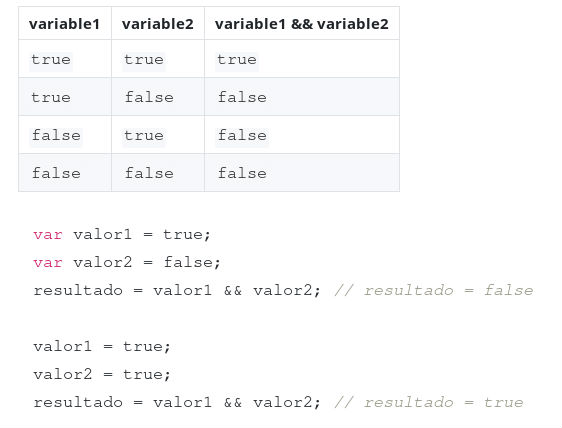 variable1 variable2 variable1 && variable2
true true true
true false false
false true false
false false false
var valor1 = true;
var valor2 = false;
resultado = valor1 && valor2; // resultado = false
valor1 = true;
valor2 = true;
resultado = valor1 && valor2; // resultado = true